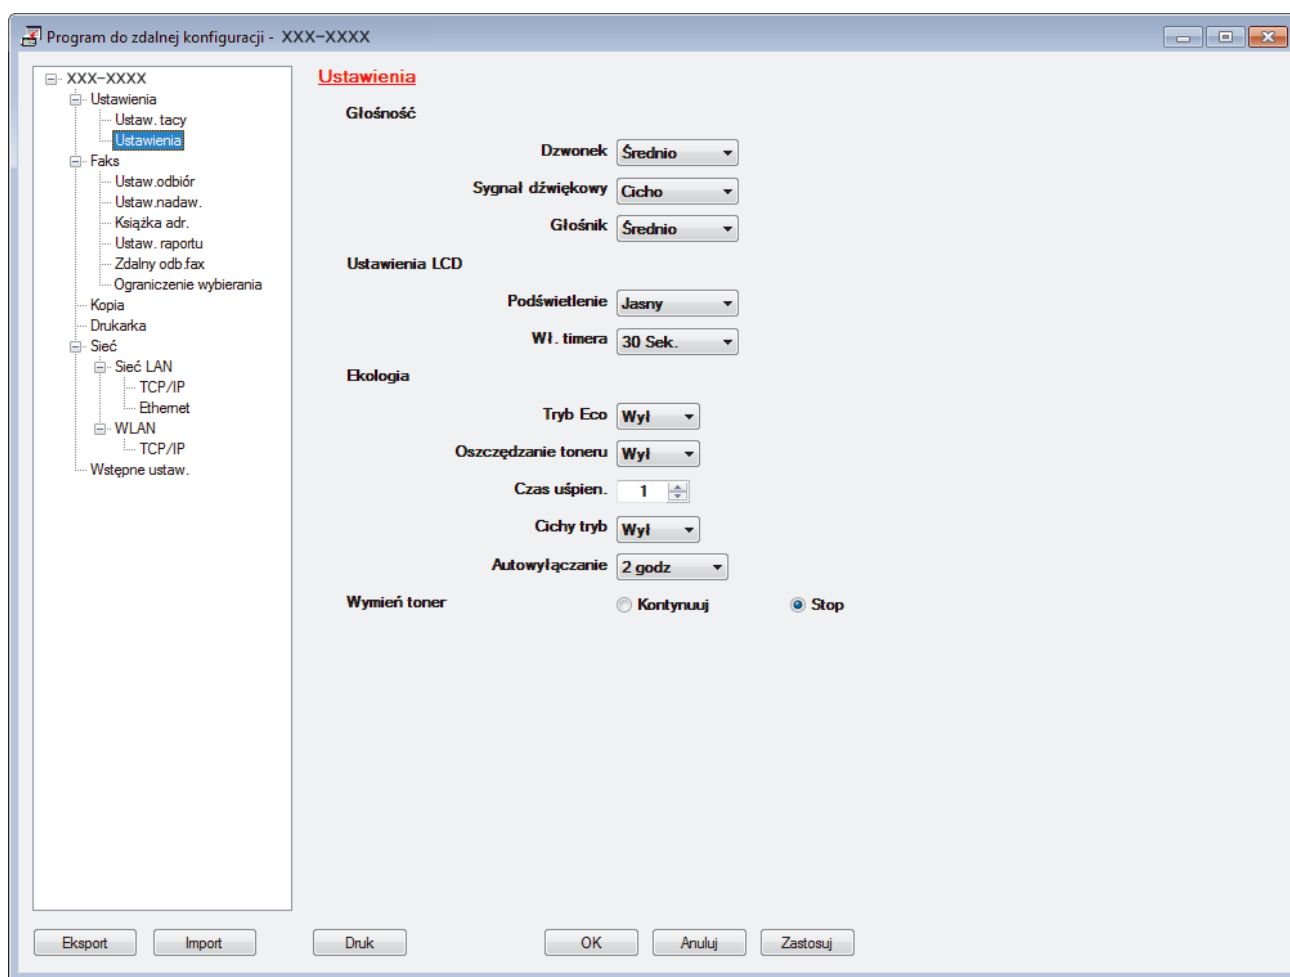 Program do zdalnej konfiguracji - XXX-XXXX
XXX-XXXX
Ustawienia
Ustaw. tacy
Ustawienia
Faks
Ustaw.odbiór
Ustaw.nadaw.
Książka adr.
Ustaw. raportu
Zdalny odb.fax
Ograniczenie wybierania
Kopia
Drukarka
Sieć
Sieć LAN
TCP/IP
Ethernet
WLAN
TCP/IP
Wstępne ustaw.
Ustawienia
Głośność
Dzwonek Średnio
Sygnał dźwiękowy Cicho
Głośnik Średnio
Ustawienia LCD
Podświetlenie Jasny
Wł. timera 30 Sek.
Ekologia
Tryb Eco Wył
Oszczędzanie toneru Wył
Czas uśpien. 1
Cichy tryb Wył
Autowyłączanie 2 godz
Wymień toner Kontynuuj Stop
Eksport Import Druk OK Anuluj Zastosuj